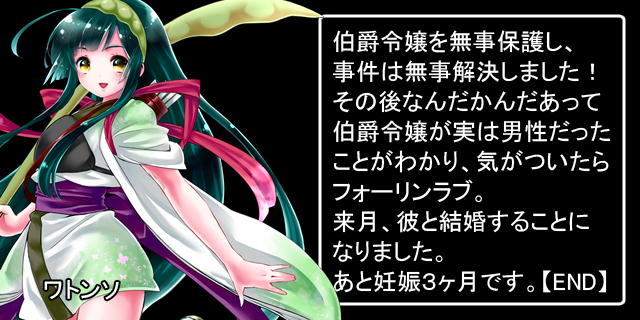 伯爵令嬢を無事保護し、
事件は無事解決しました！
その後なんだかんだあって
伯爵令嬢が実は男性だった
ことがわかり、気がついたら
フォーリンラブ。
来月、彼と結婚することに
なりました。
あと妊娠３ヶ月です。【END】
ワトンソ